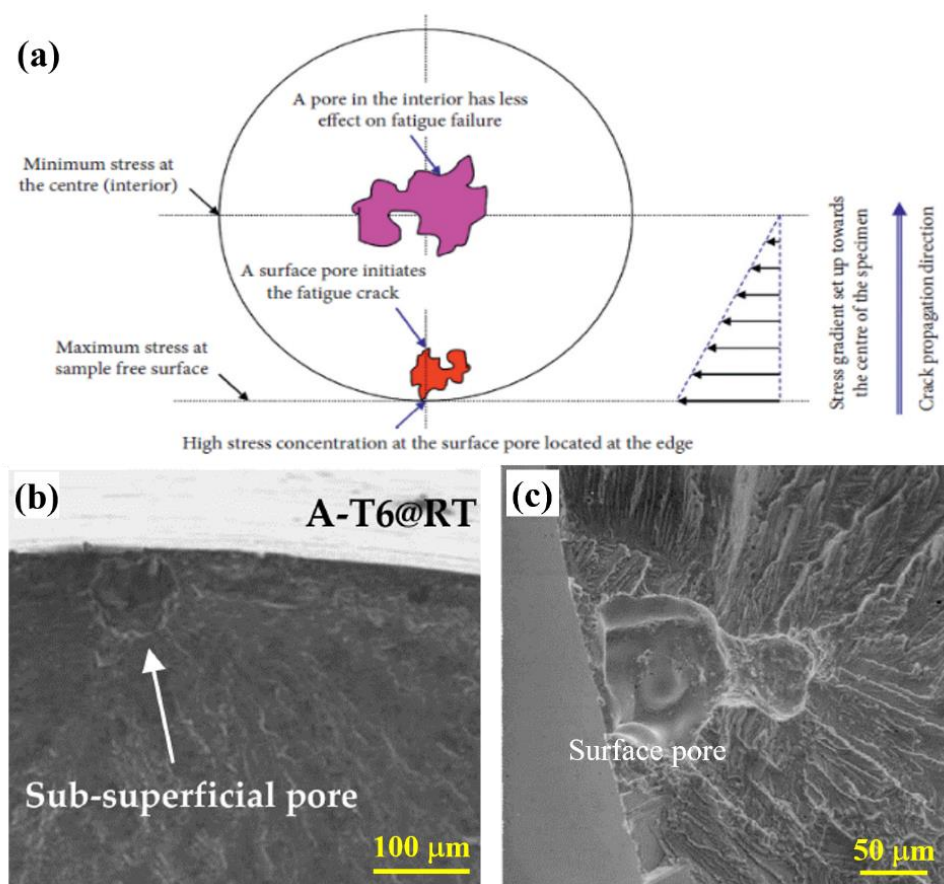 (a)
A pore in the interior has less
effect on fatigue failure
Minimum stress at
the centre (interior)
A surface pore initiates
the fatigue crack
Maximum stress at
sample free surface
High stress concentration at the surface pore located at the edge
Stress gradient set up towards
the centre of the specimen
Crack propagation direction
(b)
A-T6@RT
Sub-superficial pore
100 μm
(c)
Surface pore
50 μm